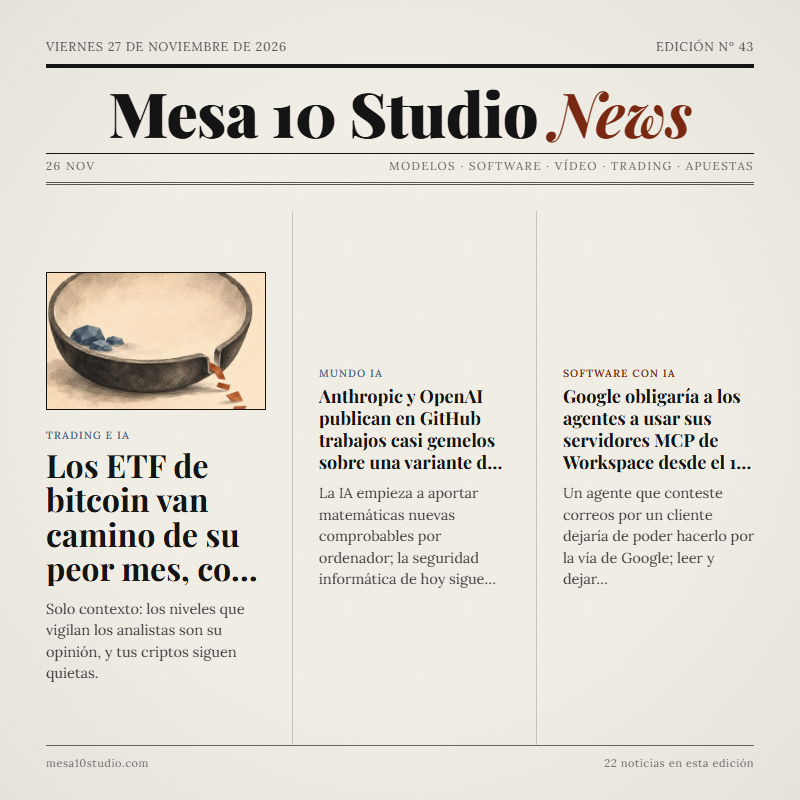 VIERNES 27 DE NOVIEMBRE DE 2026
EDICIÓN Nº 43
Mesa 10 Studio News
26 NOV
MODELOS · SOFTWARE · VÍDEO · TRADING · APUESTAS
TRADING E IA
Los ETF de
bitcoin van
camino de su
peor mes, co...
Solo contexto: los niveles que
vigilan los analistas son su
opinión, y tus criptos siguen
quietas.
MUNDO IA
Anthropic y OpenAI
publican en GitHub
trabajos casi gemelos
sobre una variante d...
La IA empieza a aportar
matemáticas nuevas
comprobables por
ordenador; la seguridad
informática de hoy sigue...
SOFTWARE CON IA
Google obligaría a los
agentes a usar sus
servidores MCP de
Workspace desde el 1...
Un agente que conteste
correos por un cliente
dejaría de poder hacerlo por
la vía de Google; leer y
dejar...
mesa10studio.com
22 noticias en esta edición